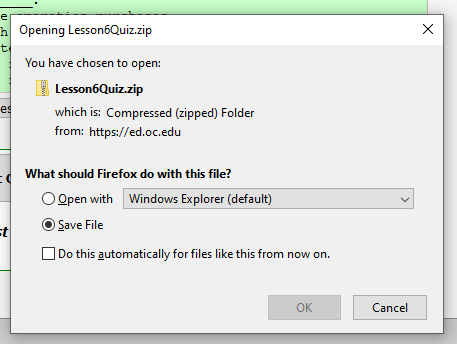 Opening Lesson6Quiz.zip
You have chosen to open:
Lesson6Quiz.zip
which is: Compressed (zipped) Folder
from: https://ed.oc.edu
What should Firefox do with this file?
Open with Windows Explorer (default)
Save File
Do this automatically for files like this from now on.
OK Cancel